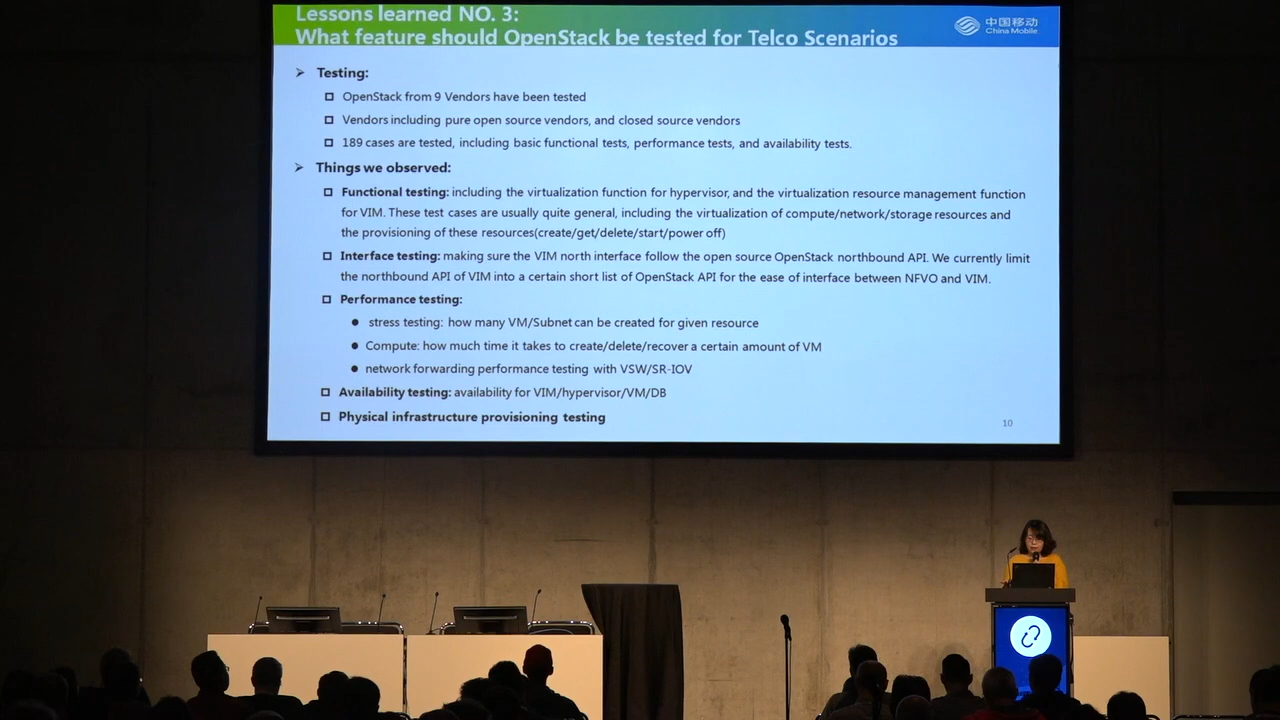 Lessons learned NO. 3:
What feature should OpenStack be tested for Telco Scenarios
中国移动
China Mobile
Testing:
OpenStack from 9 Vendors have been tested
Vendors including pure open source vendors, and closed source vendors
189 cases are tested, including basic functional tests, performance tests, and availability tests.
Things we observed:
Functional testing: including the virtualization function for hypervisor, and the virtualization resource management function
for VIM. These test cases are usually quite general, including the virtualization of compute/network/storage resources and
the provisioning of these resources(create/get/delete/start/power off)
Interface testing: making sure the VIM north interface follow the open source OpenStack northbound API. We currently limit
the northbound API of VIM into a certain short list of OpenStack API for the ease of interface between NFVO and VIM.
Performance testing:
stress testing: how many VM/Subnet can be created for given resource
Compute: how much time it takes to create/delete/recover a certain amount of VM
network forwarding performance testing with VSW/SR-IOV
Availability testing: availability for VIM/hypervisor/VM/DB
Physical infrastructure provisioning testing
10